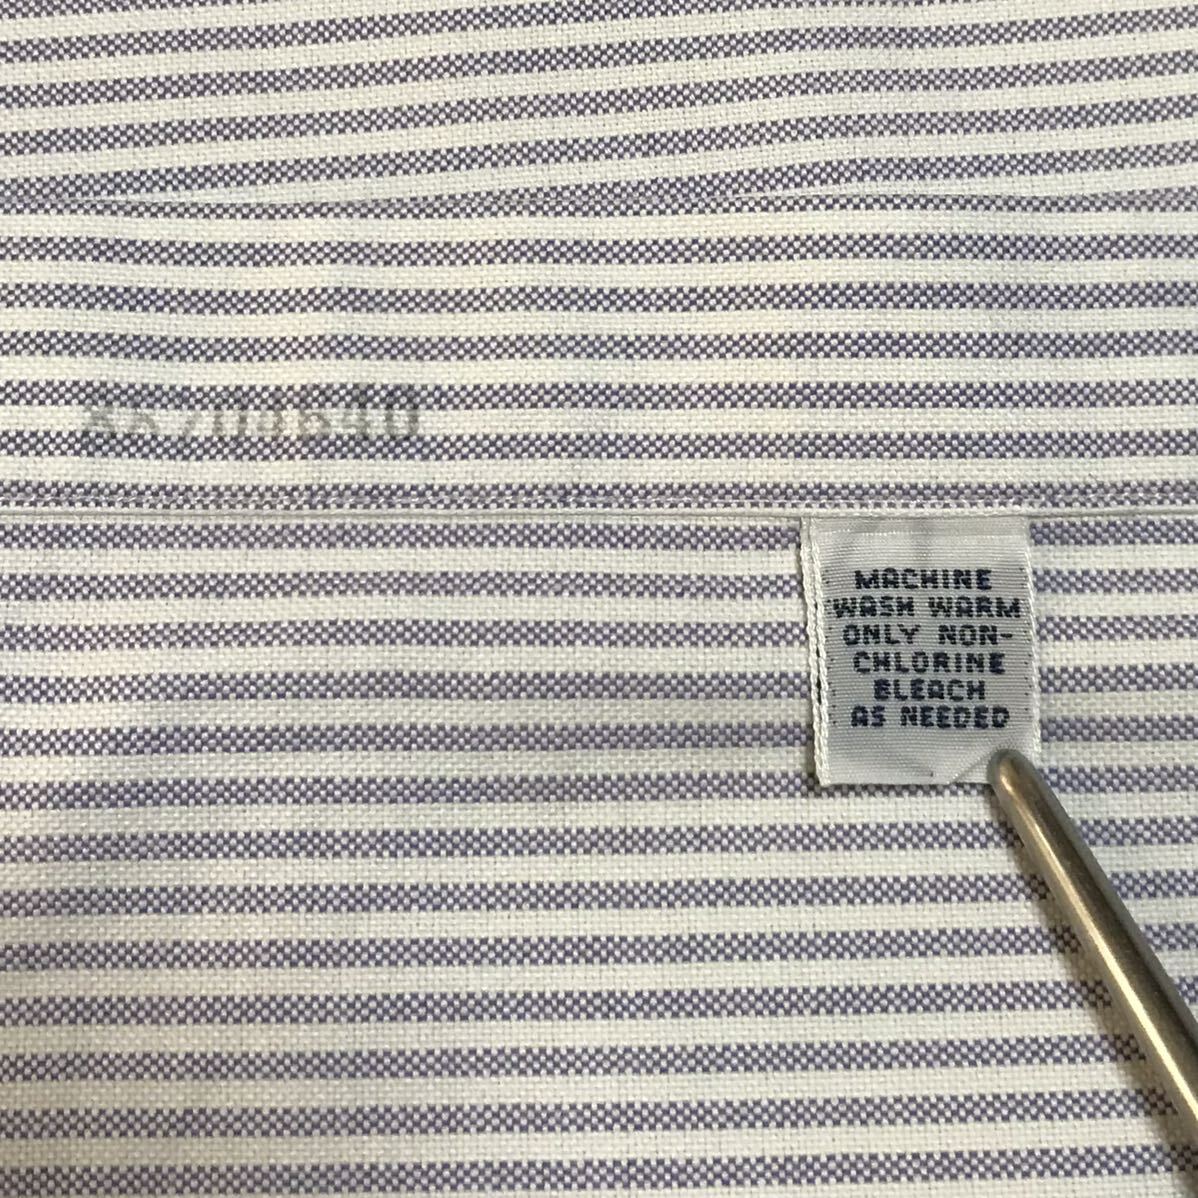 MACHINE
WASH WARM
ONLY NON-
CHLORINE
BLEACH
AS NEEDED